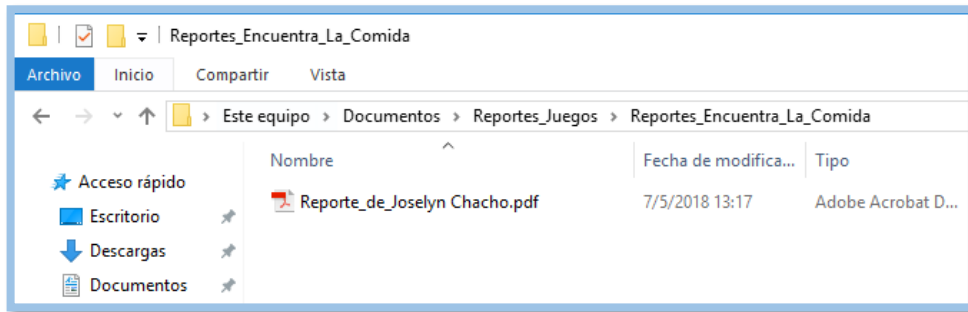 Reportes_Encuentra_La_Comida
Archivo Inicio Compartir Vista
Este equipo > Documentos > Reportes_Juegos > Reportes_Encuentra_La_Comida
Nombre Fecha de modifica... Tipo
Acceso rápido
Reporte_de_Joselyn Chacho.pdf 7/5/2018 13:17 Adobe Acrobat D...
Escritorio
Descargas
Documentos